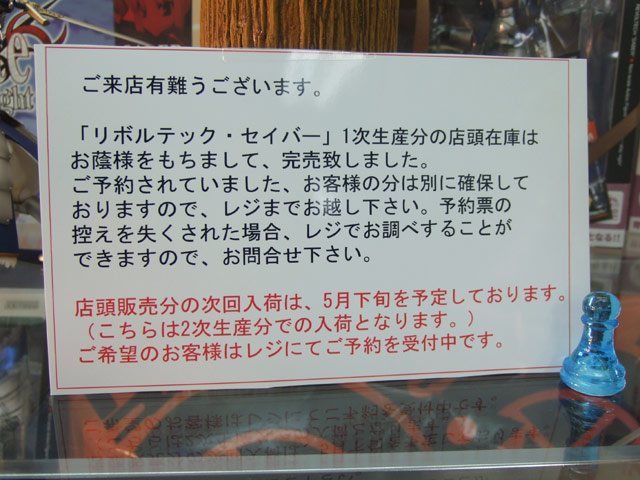 ご来店有難うございます。
「リボルテック・セイバー」1次生産分の店頭在庫は
お蔭様をもちまして、完売致しました。
ご予約されていました、お客様の分は別に確保して
おりますので、レジまでお越し下さい。予約票の
控えを失くされた場合、レジでお調べすることが
できますので、お問合せ下さい。
店頭販売分の次回入荷は、5月下旬を予定しております。
（こちらは2次生産分での入荷となります。）
ご希望のお客様はレジにてご予約を受付中です。